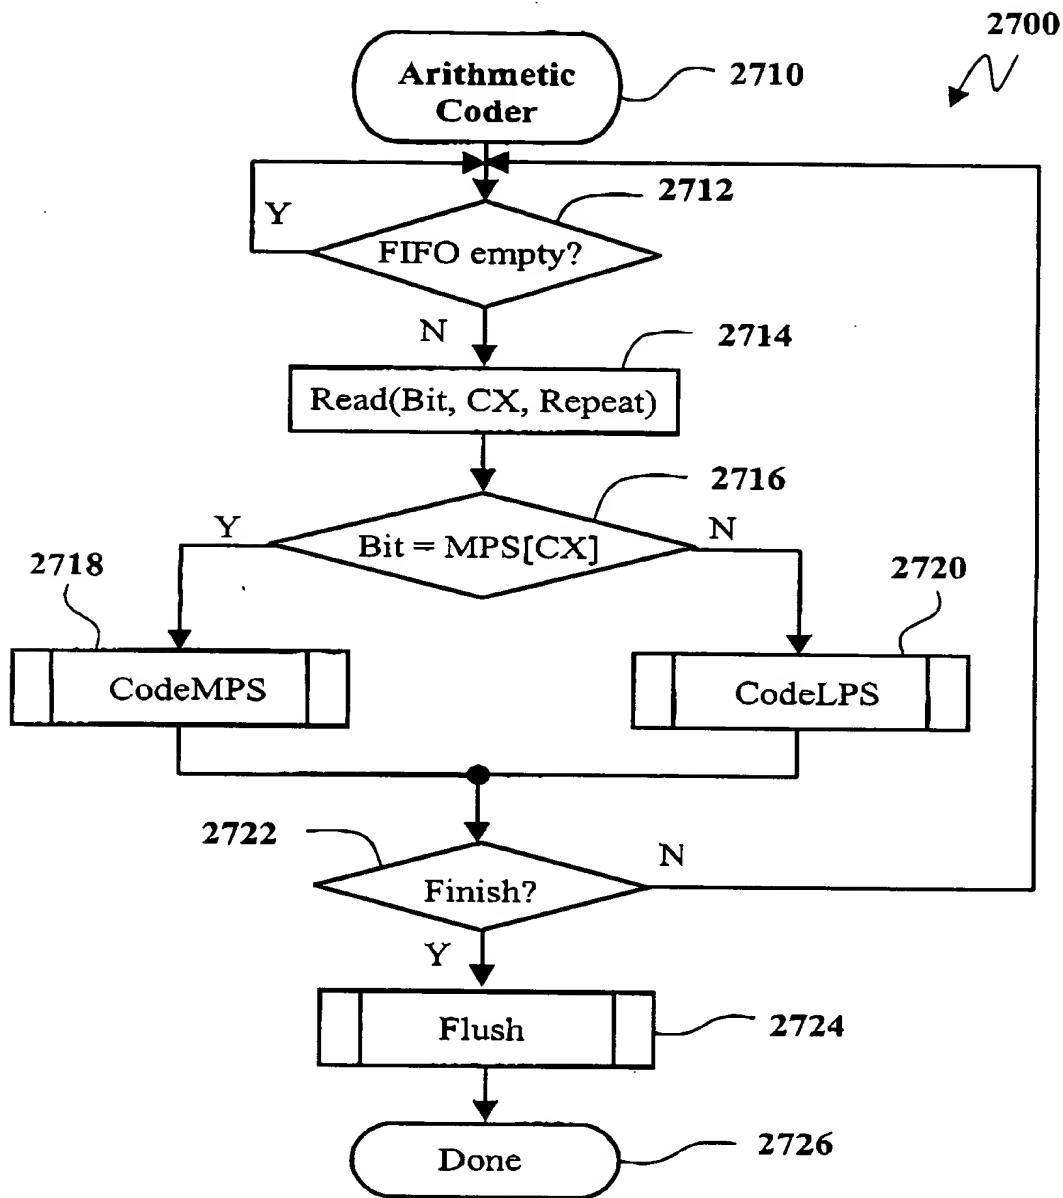 2700
Arithmetic
Coder
2710
2712
Y
FIFO empty?
N
2714
Read(Bit, CX, Repeat)
2716
Y
N
Bit = MPS[CX]
2718
2720
CodeMPS
CodeLPS
2722
N
Finish?
Y
Flush
2724
Done
2726